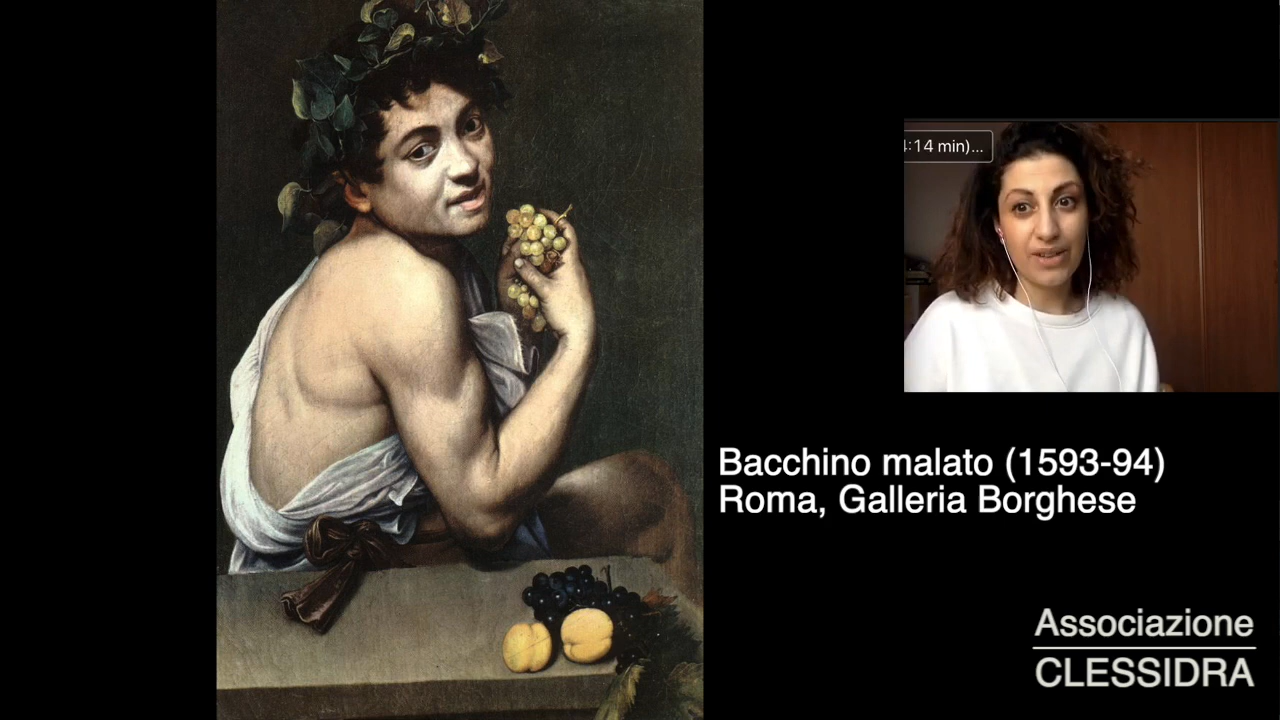 :14 min)...
Bacchino malato (1593-94)
Roma, Galleria Borghese
Associazione
CLESSIDRA